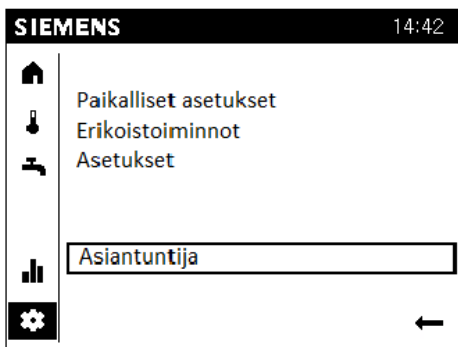 SIEMENS 14:42
Paikalliset asetukset
Erikoistoiminnot
Asetukset
Asiantuntija